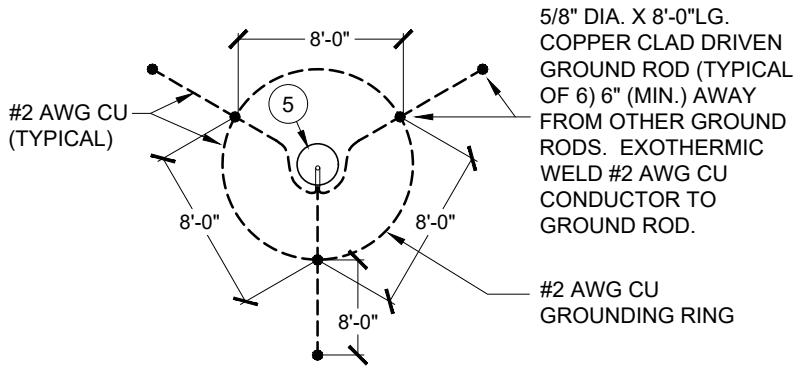 8'-0"
5/8" DIA. X 8'-0"LG.
COPPER CLAD DRIVEN
GROUND ROD (TYPICAL
OF 6) 6" (MIN.) AWAY
FROM OTHER GROUND
RODS. EXOTHERMIC
WELD #2 AWG CU
CONDUCTOR TO
GROUND ROD.
#2 AWG CU
(TYPICAL)
5
8'-0"
8'-0"
8'-0"
#2 AWG CU
GROUNDING RING